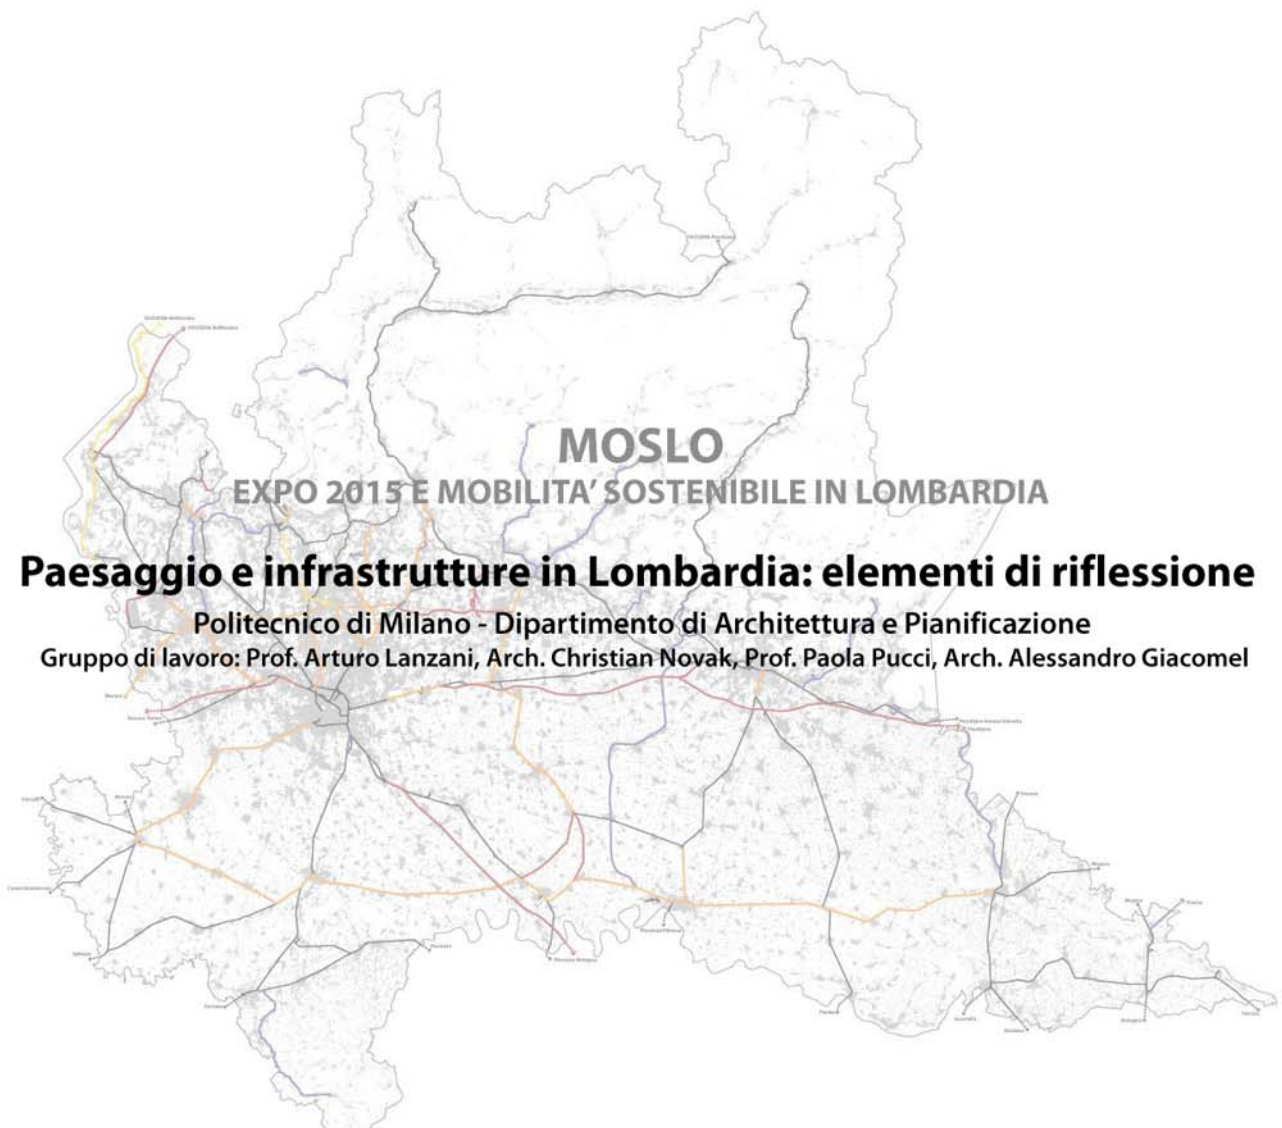 MOSLO
EXPO 2015 E MOBILITA’ SOSTENIBILE IN LOMBARDIA
Paesaggio e infrastrutture in Lombardia: elementi di riflessione
Politecnico di Milano - Dipartimento di Architettura e Pianificazione
Gruppo di lavoro: Prof. Arturo Lanzani, Arch. Christian Novak, Prof. Paola Pucci, Arch. Alessandro Giacomel